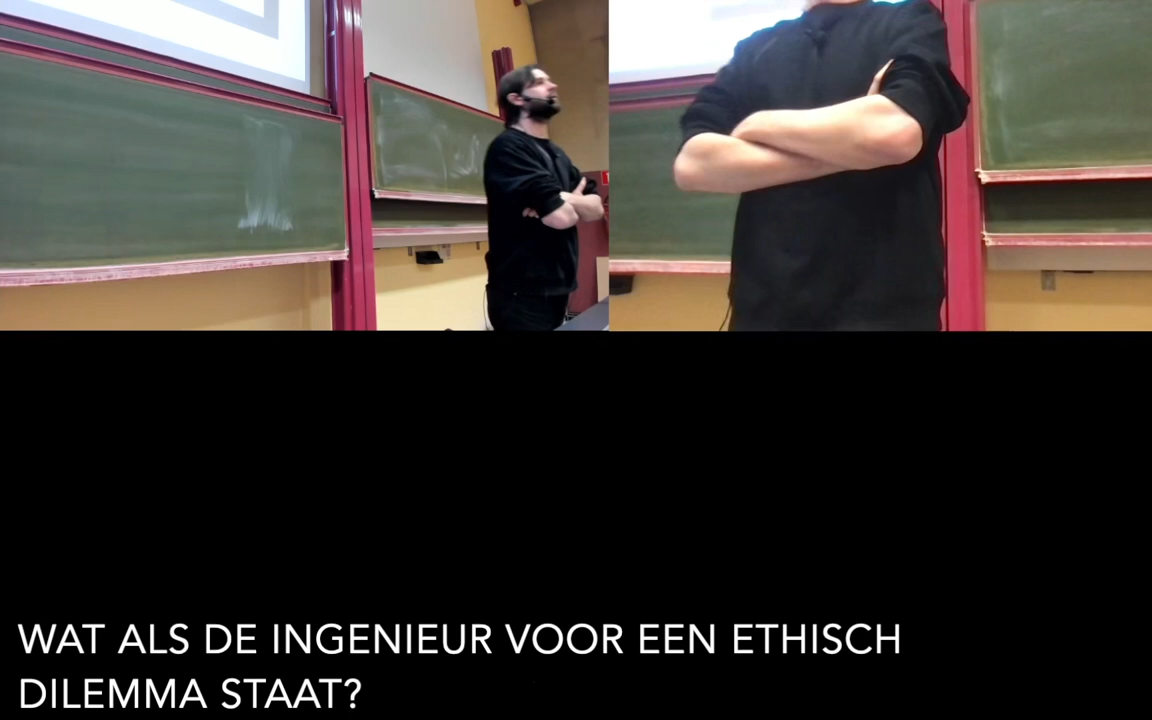 WAT ALS DE INGENIEUR VOOR EEN ETHISCH
DILEMMA STAAT?